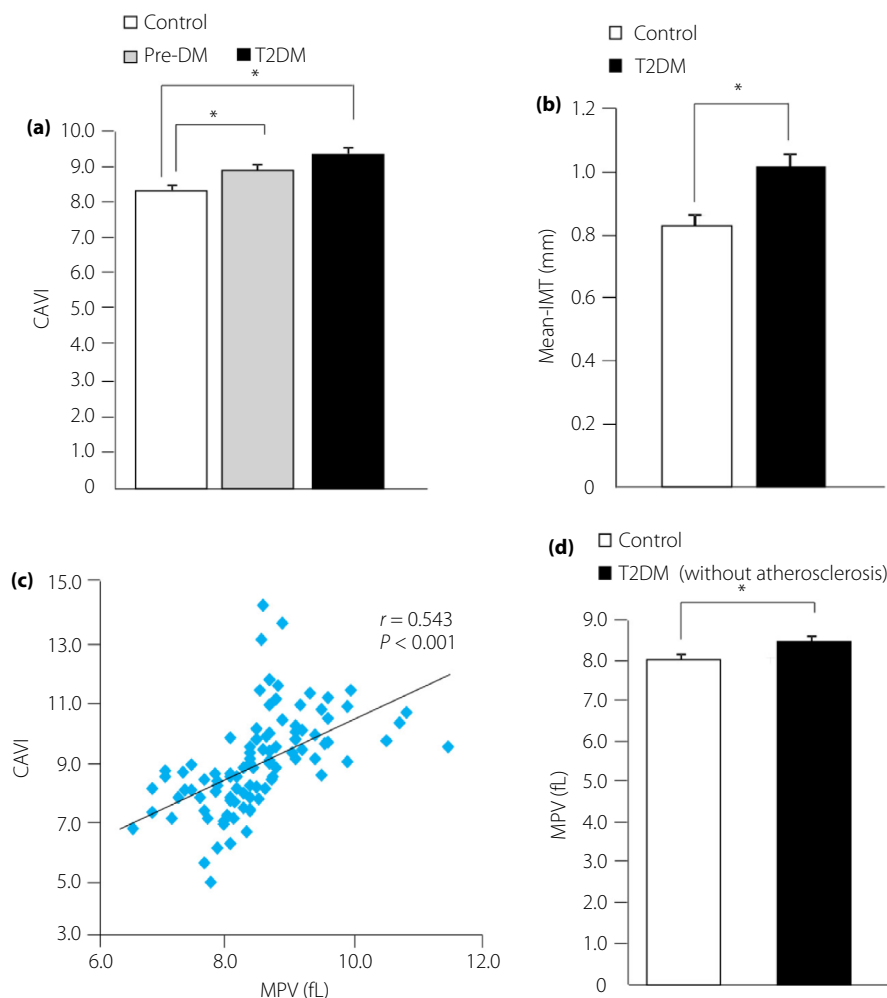 Control
Pre-DM T2DM
*
*
(a)
10.0
9.0
8.0
7.0
6.0
5.0
4.0
3.0
2.0
1.0
0
CAVI
Control
T2DM
(b)
*
1.2
1.0
0.8
0.6
0.4
0.2
0
Mean-IMT (mm)
(c)
15.0
13.0
11.0
9.0
7.0
5.0
3.0
CAVI
r = 0.543
P < 0.001
6.0 8.0 10.0 12.0
MPV (fL)
(d)
Control
T2DM (without atherosclerosis)
*
9.0
8.0
8.0
6.0
5.0
4.0
3.0
2.0
1.0
0
MPV (fL)